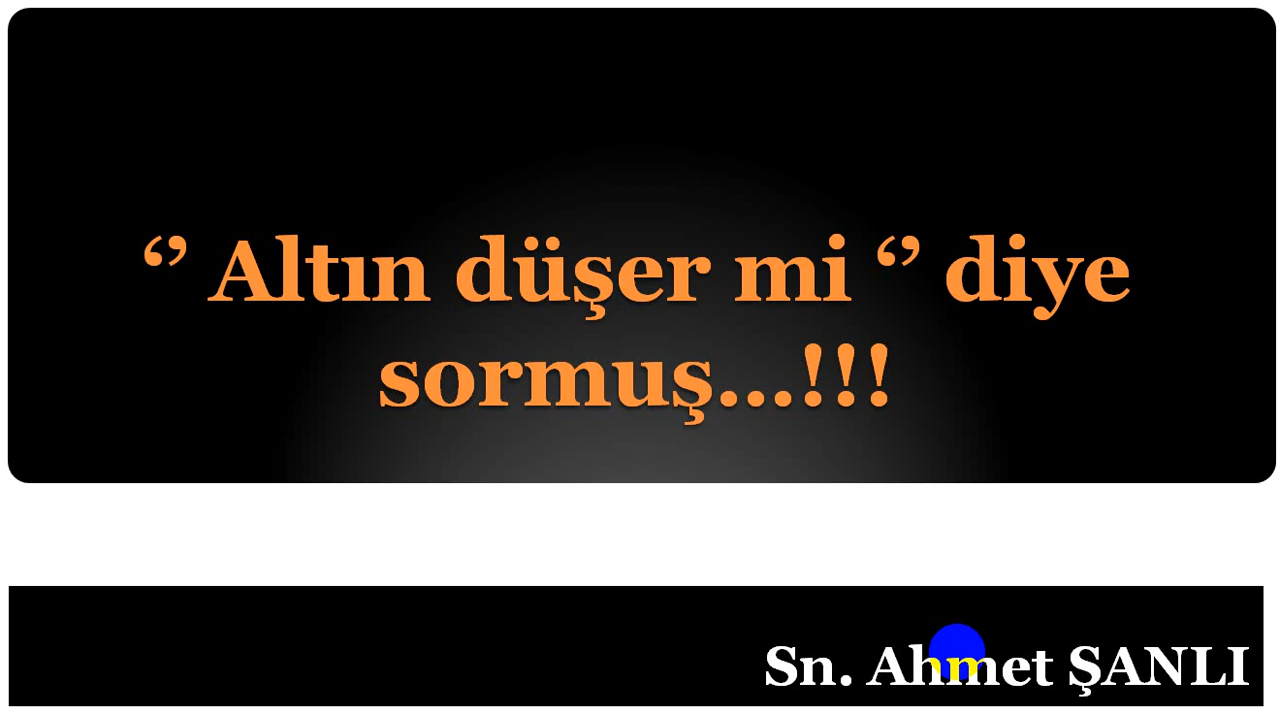 ‘’ Altın düşer mi ‘’ diye
sormuş...!!!
Sn. Ahmet ŞANLI